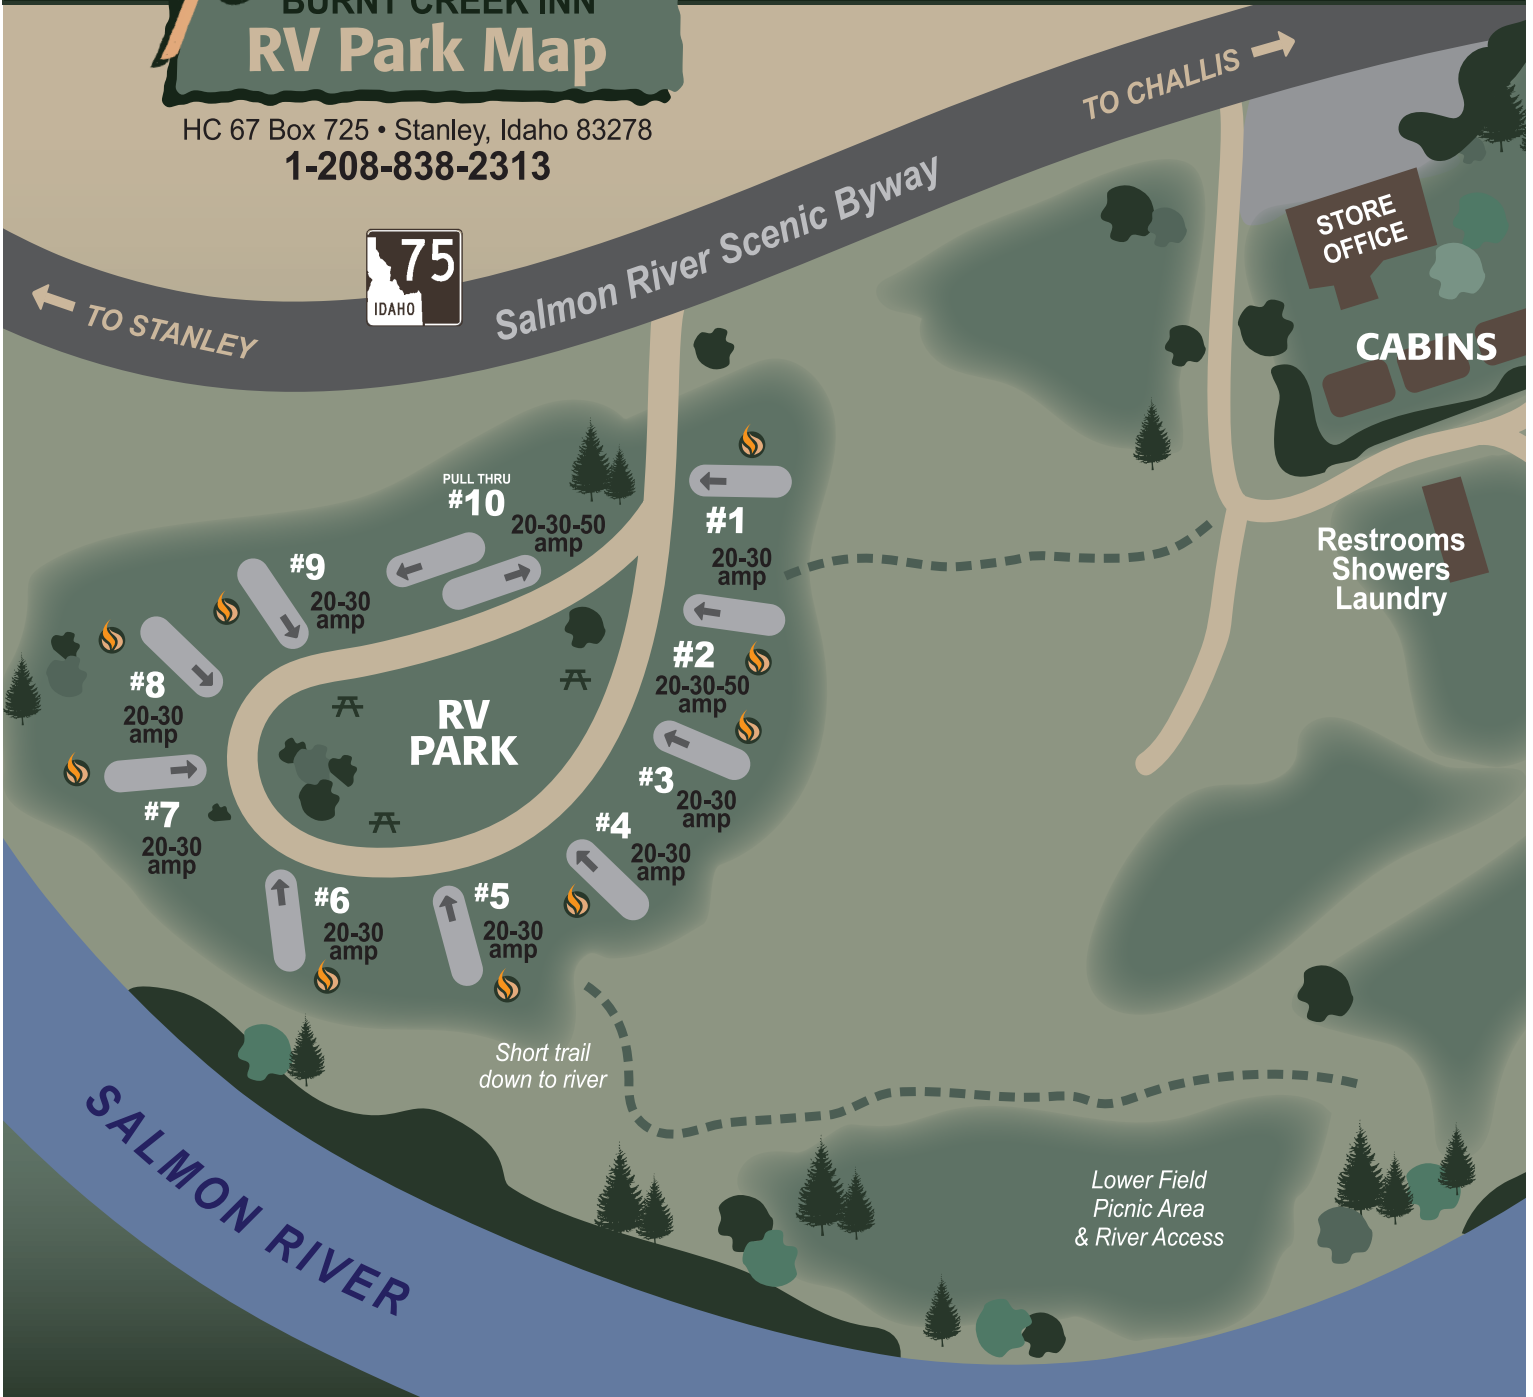 BURNT CREEK INN
RV Park Map
HC 67 Box 725 • Stanley, Idaho 83278
1-208-838-2313
TO CHALLIS
Salmon River Scenic Byway
75
IDAHO
TO STANLEY
STORE
OFFICE
CABINS
Restrooms
Showers
Laundry
#1
20-30
amp
#2
20-30-50
amp
#3
20-30
amp
#4
20-30
amp
#5
20-30
amp
#6
20-30
amp
#7
20-30
amp
#8
20-30
amp
#9
20-30
amp
PULL THRU
#10
20-30-50
amp
RV
PARK
Short trail
down to river
Lower Field
Picnic Area
& River Access
SALMON RIVER